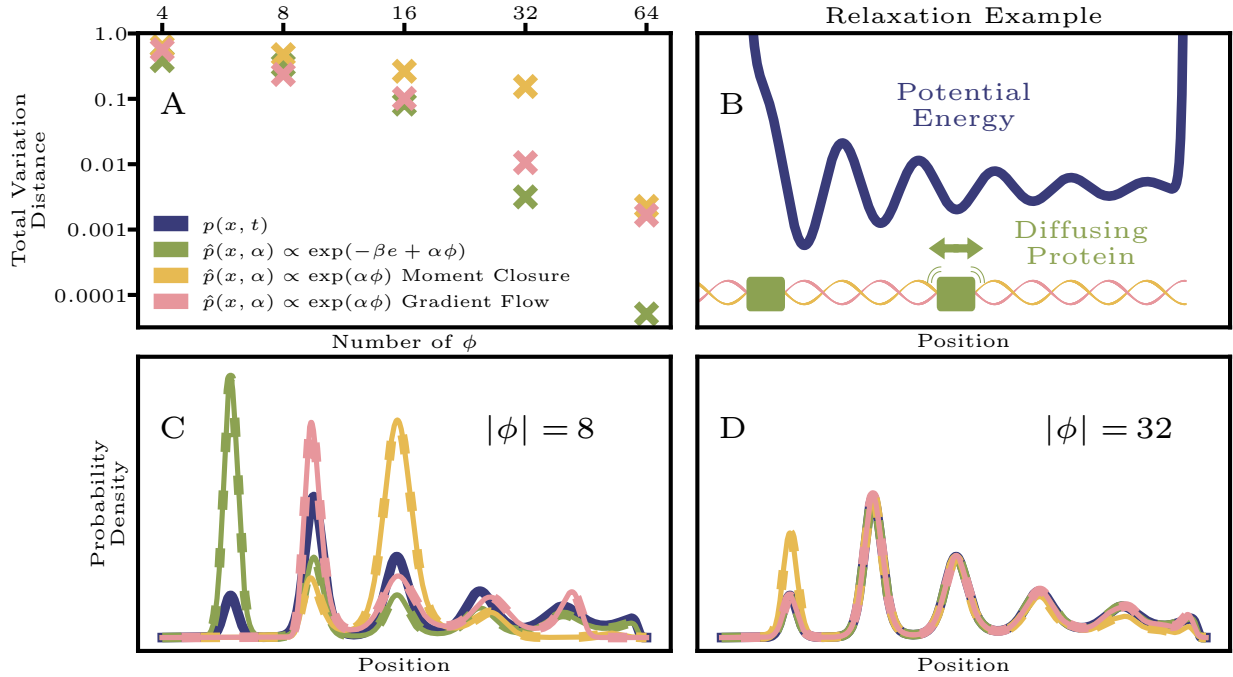 4 8 16 32 64
1.0
0.1
0.01
0.001
0.0001
Total Variation
Distance
A
p(x, t)
p̂(x, α) ∝ exp(−βe + αϕ)
p̂(x, α) ∝ exp(αϕ) Moment Closure
p̂(x, α) ∝ exp(αϕ) Gradient Flow
Number of ϕ
Relaxation Example
B
Potential
Energy
Diffusing
Protein
Position
Probability
Density
C
|ϕ| = 8
Position
D
|ϕ| = 32
Position